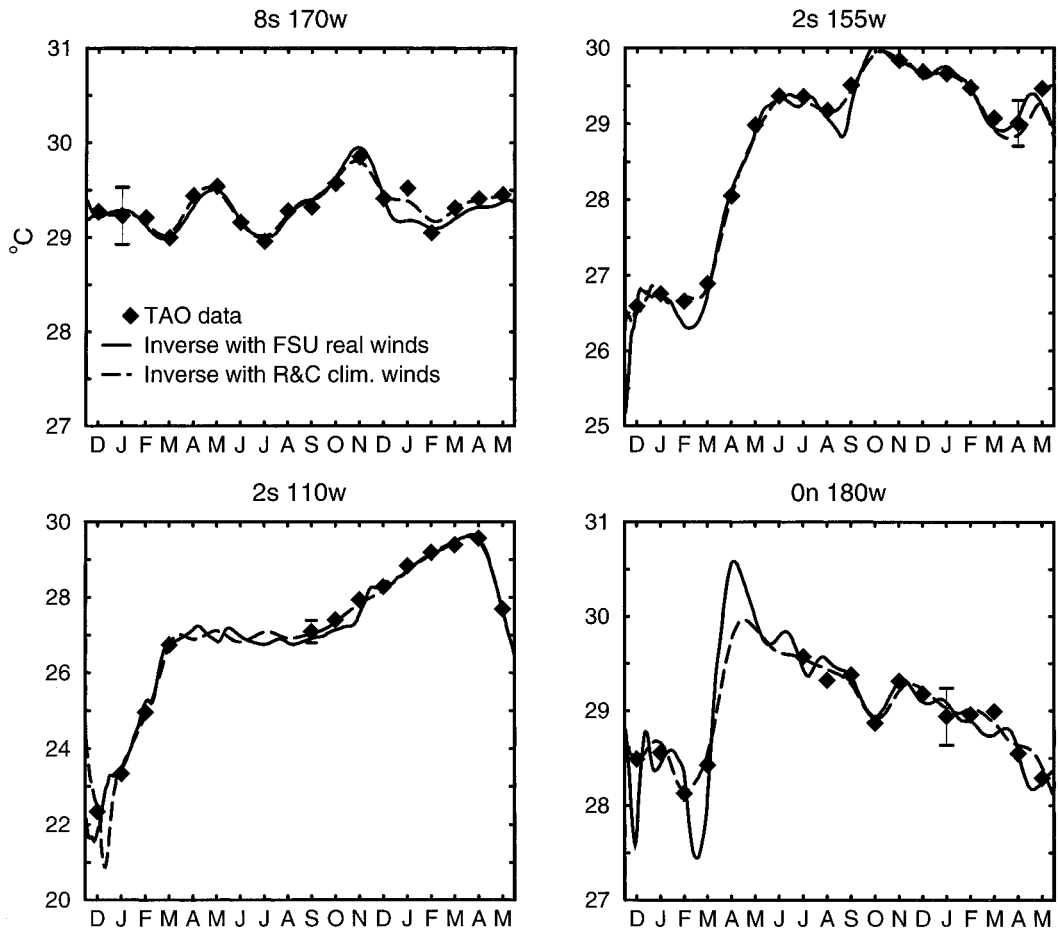 8s 170w
31
30
29
28
27
°C
TAO data
Inverse with FSU real winds
Inverse with R&C clim. winds
D J F M A M J J A S O N D J F M A M
2s 155w
30
29
28
27
26
25
D J F M A M J J A S O N D J F M A M
2s 110w
30
28
26
24
22
20
D J F M A M J J A S O N D J F M A M
0n 180w
31
30
29
28
27
D J F M A M J J A S O N D J F M A M